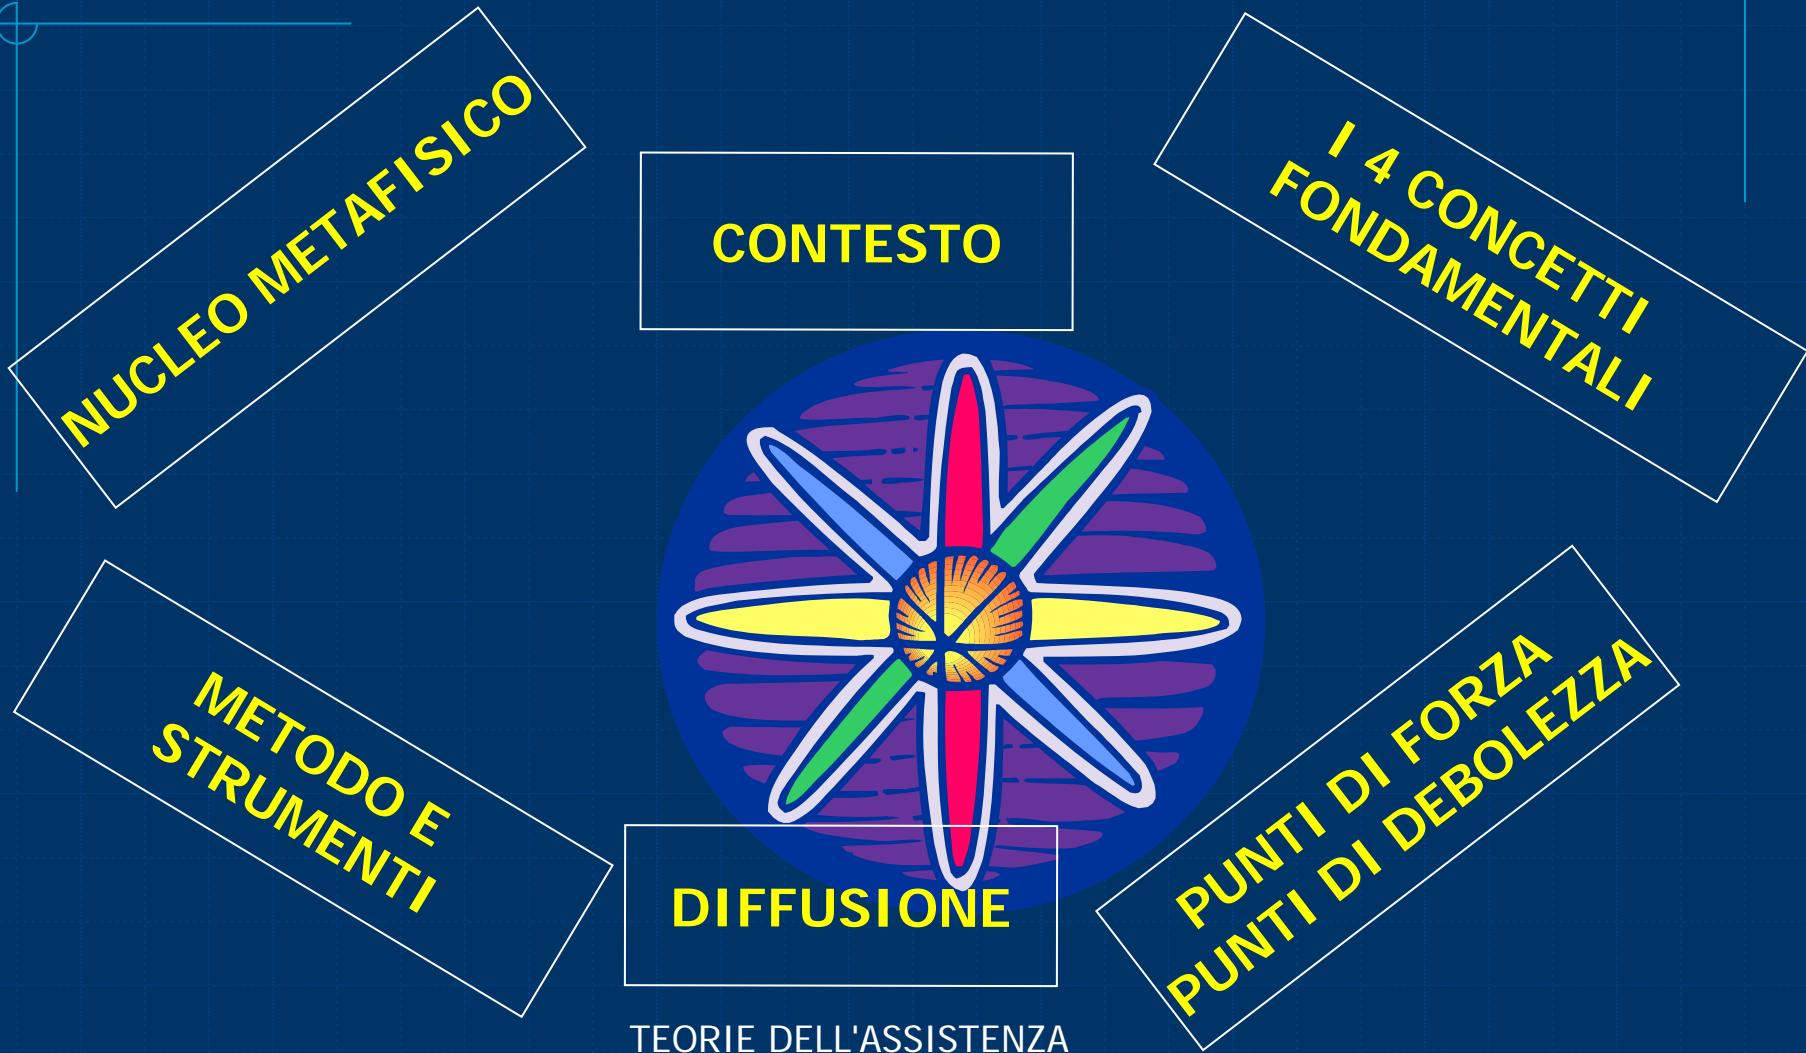 NUCLEO METAFISICO
CONTESTO
I 4 CONCETTI
FONDAMENTALI
METODO E
STRUMENTI
DIFFUSIONE
PUNTI DI FORZA
PUNTI DI DEBOLEZZA
TEORIE DELL'ASSISTENZA